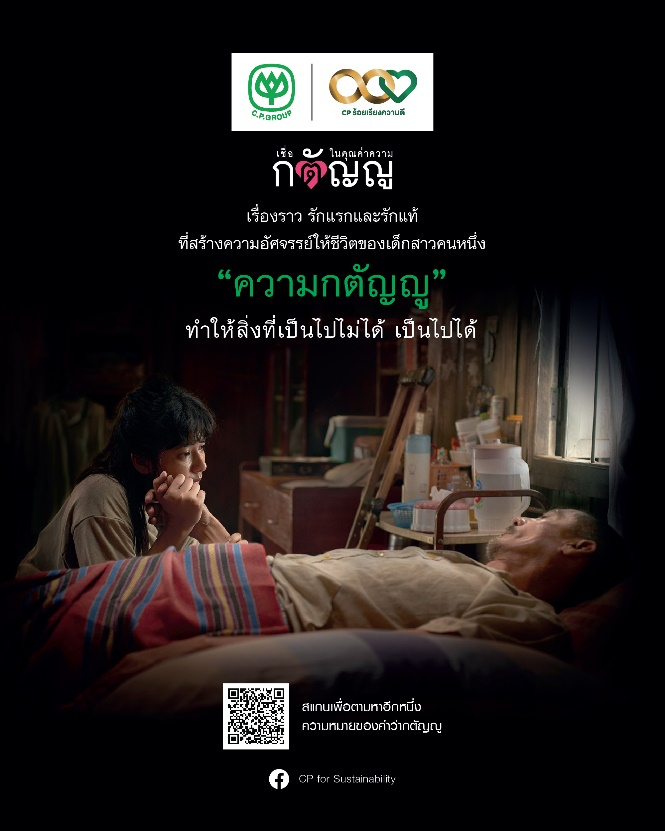 C.P.GROUP
CP ร้อยเรียงความดี
เชื่อ ในคุณค่าความ
กตัญญู
เรื่องราว รักแรกและรักแท้
ที่สร้างความอัศจรรย์ให้ชีวิตของเด็กสาวคนหนึ่ง
“ความกตัญญู”
ทำให้สิ่งที่เป็นไปไม่ได้ เป็นไปได้
สแกนเพื่อตามหาอีกหนึ่ง
ความหมายของคำว่ากตัญญู
CP for Sustainability